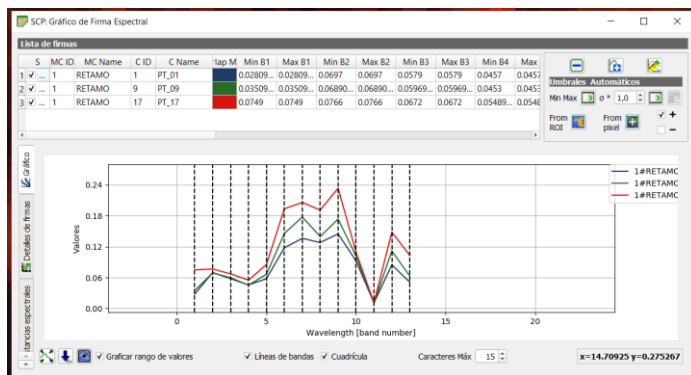 SCP: Gráfico de Firma Espectral
Lista de firmas
S MC ID MC Name C ID C Name lap M Min B1 Max B1 Min B2 Max B2 Min B3 Max B3 Min B4 Max
1 ... 1 RETAMO 1 PT_01 0.02809... 0.02809... 0.0697 0.0697 0.0579 0.0579 0.0457 0.0457
2 ... 1 RETAMO 9 PT_09 0.03509... 0.03509... 0.06890... 0.06890... 0.05969... 0.05969... 0.0453 0.0453
3 ... 1 RETAMO 17 PT_17 0.0749 0.0749 0.0766 0.0766 0.0672 0.0672 0.05489... 0.0548
Umbrales Automáticos
Min Max σ * 1,0
From ROI
From pixel
+
-
Gráfico
Detalles de firmas
stancias espectrales
Valores
0.24
0.18
0.12
0.06
0.00
0 5 10 15 20
Wavelength [band number]
1#RETAMO
1#RETAMO
1#RETAMO
Graficar rango de valores
Líneas de bandas
Cuadrícula
Caracteres Máx 15
x=14.70925 y=0.275267